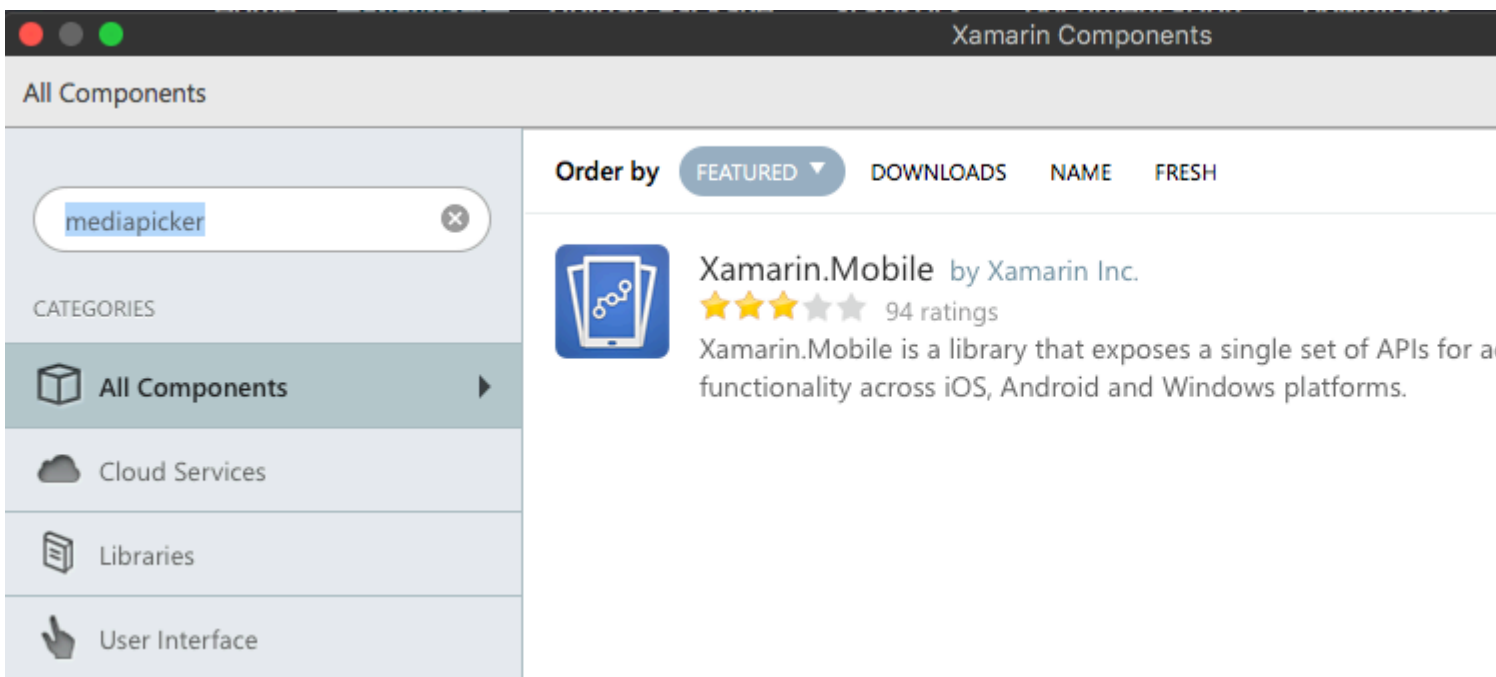 Xamarin Components
All Components
mediapicker
CATEGORIES
All Components
Cloud Services
Libraries
User Interface
Order by FEATURED DOWNLOADS NAME FRESH
Xamarin.Mobile by Xamarin Inc.
94 ratings
Xamarin.Mobile is a library that exposes a single set of APIs for
functionality across iOS, Android and Windows platforms.